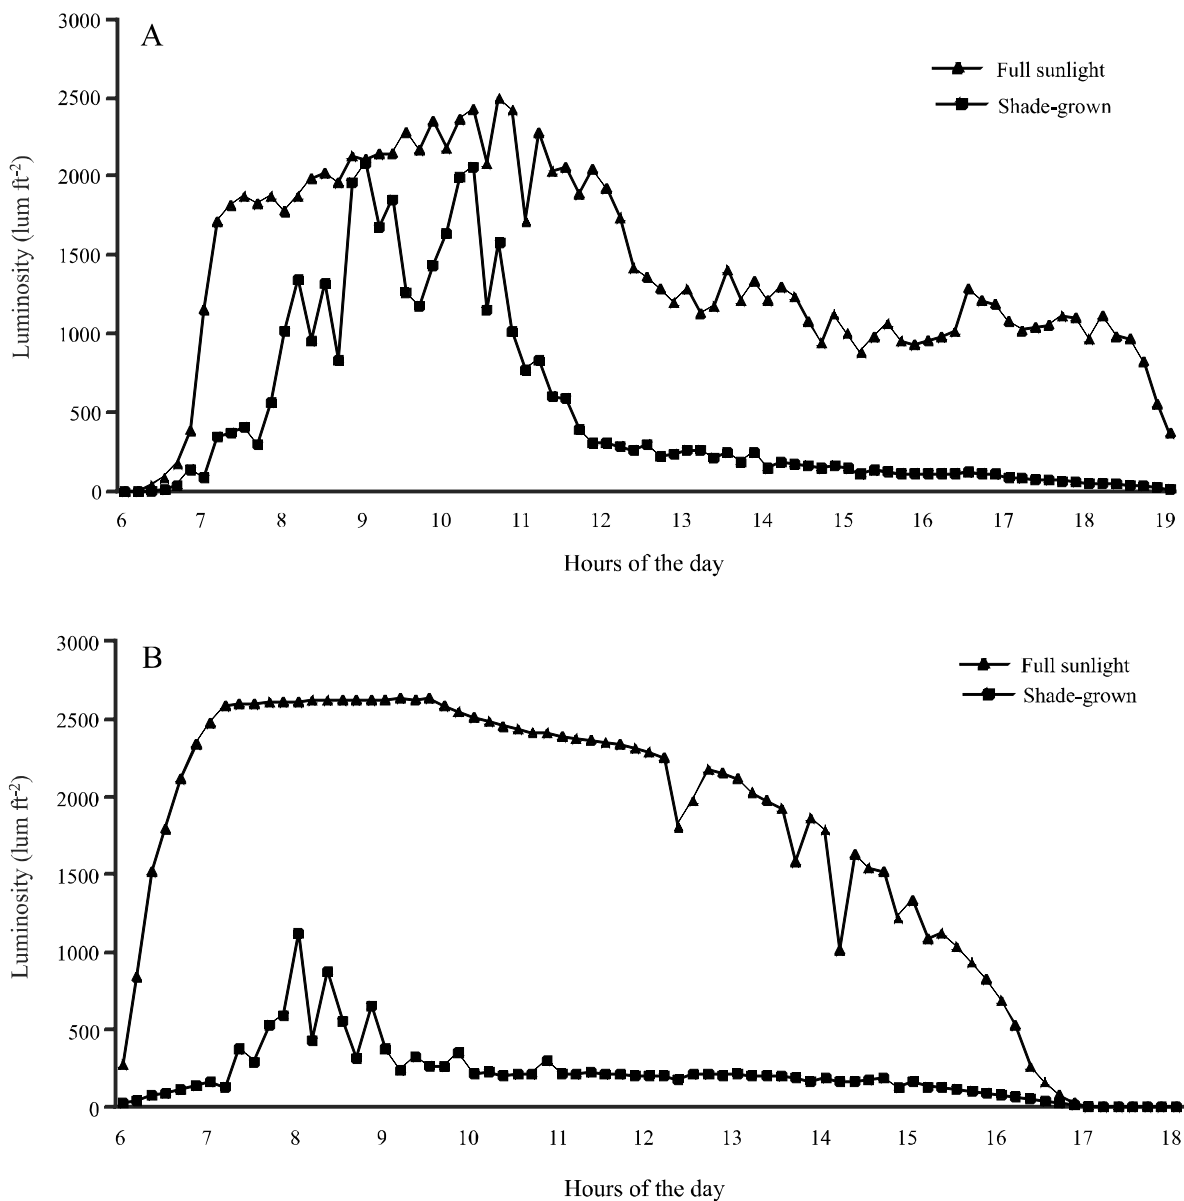 A
3000
2500
2000
1500
1000
500
0
Luminosity (lum ft-2)
Full sunlight
Shade-grown
6 7 8 9 10 11 12 13 14 15 16 17 18 19
Hours of the day
B
3000
2500
2000
1500
1000
500
0
Luminosity (lum ft-2)
Full sunlight
Shade-grown
6 7 8 9 10 11 12 13 14 15 16 17 18
Hours of the day